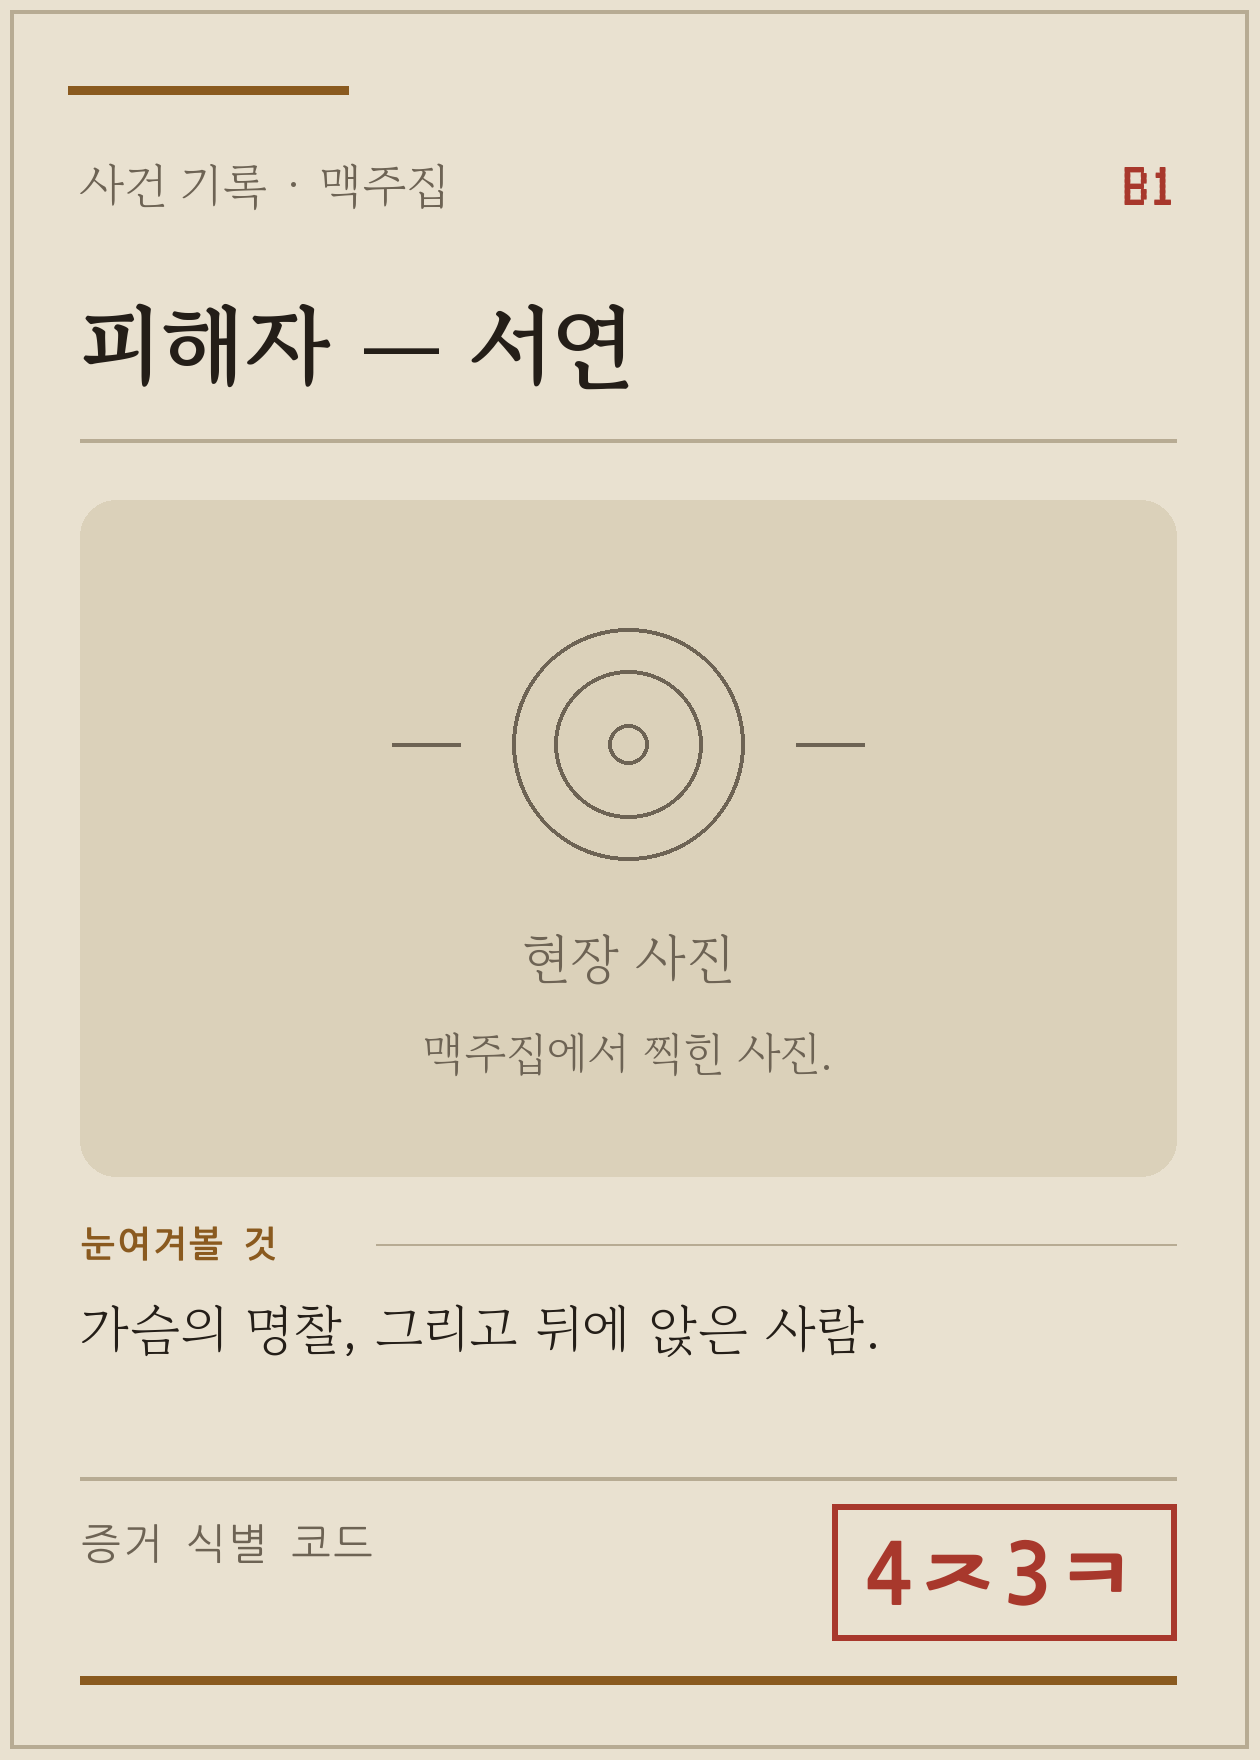 사건 기록 · 맥주집
B1
피해자 — 서연
현장 사진
맥주집에서 찍힌 사진.
눈여겨볼 것
가슴의 명찰, 그리고 뒤에 앉은 사람.
증거 식별 코드
4ㅈ3ㅋ